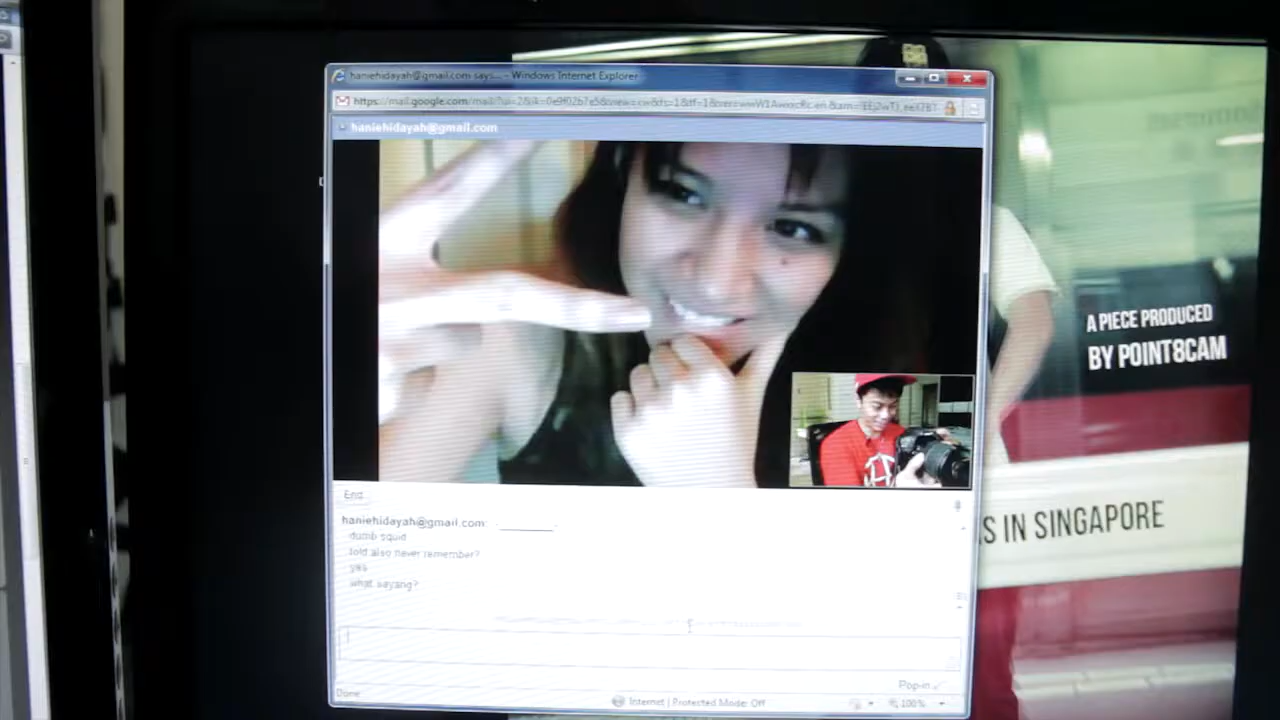 haniehidayah@gmail.com says... - Windows Internet Explorer
haniehidayah@gmail.com
A PIECE PRODUCED
BY POINT8CAM
S IN SINGAPORE
End
haniehidayah@gmail.com:
dumb squid
told also never remember?
yes
what sayang?
Pop-in
Done
Internet | Protected Mode: Off
100%